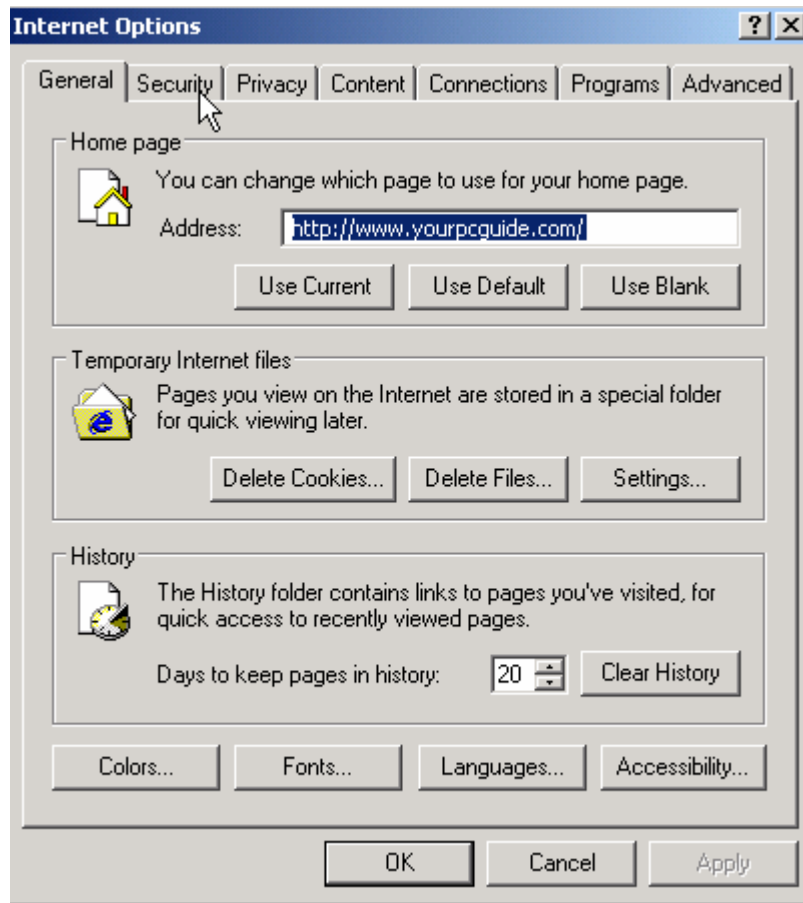 Internet Options
General Security Privacy Content Connections Programs Advanced
Home page
You can change which page to use for your home page.
Address: http://www.yourpcguide.com/
Use Current Use Default Use Blank
Temporary Internet files
Pages you view on the Internet are stored in a special folder
for quick viewing later.
Delete Cookies... Delete Files... Settings...
History
The History folder contains links to pages you've visited, for
quick access to recently viewed pages.
Days to keep pages in history: 20 Clear History
Colors... Fonts... Languages... Accessibility...
OK Cancel Apply